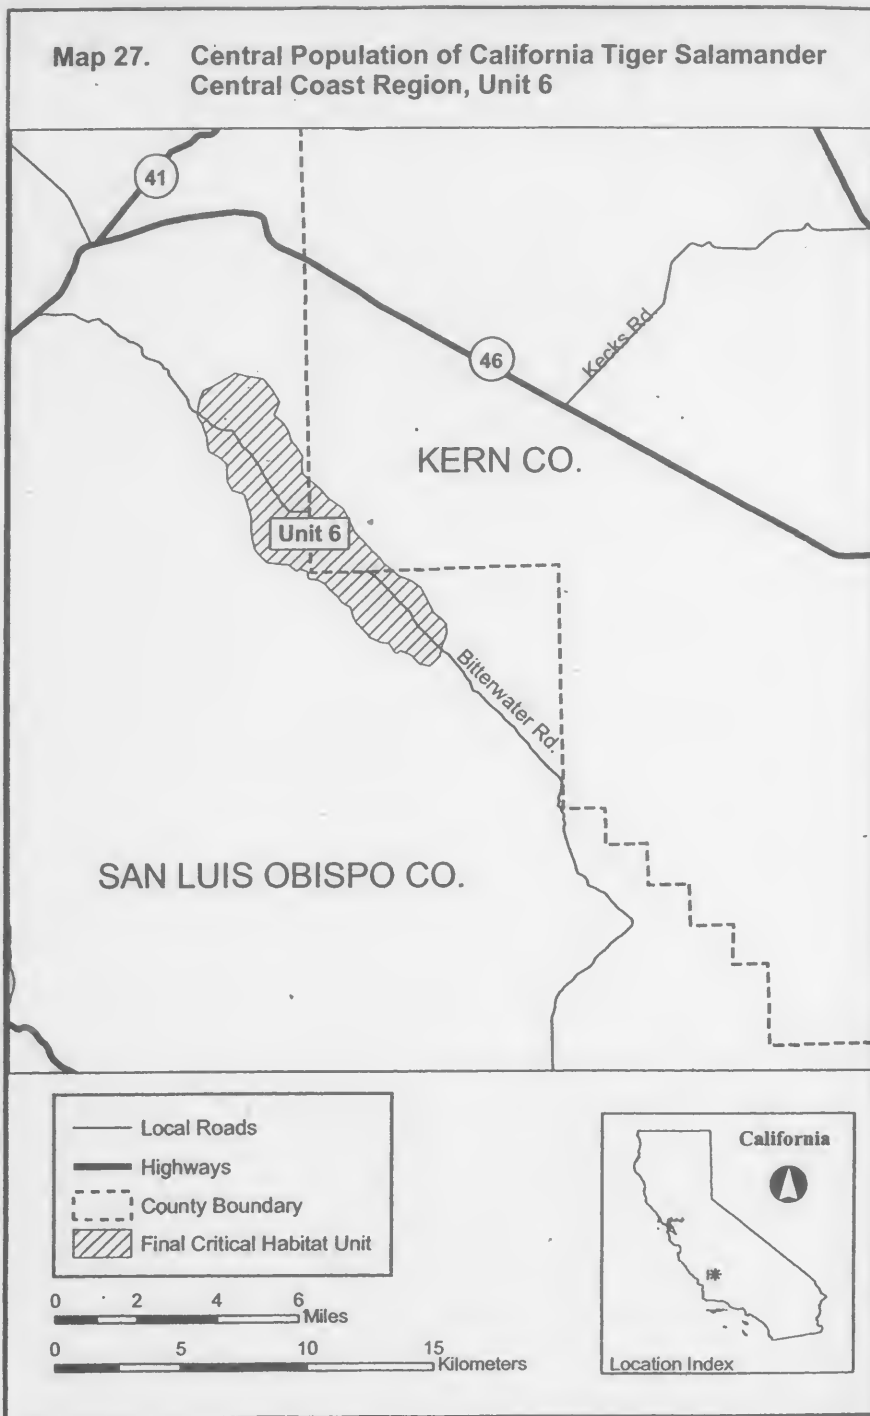 Map 27. Central Population of California Tiger Salamander
Central Coast Region, Unit 6
41
46
Kecks Rd.
KERN CO.
Unit 6
Bitterwater Rd.
SAN LUIS OBISPO CO.
Local Roads
Highways
County Boundary
Final Critical Habitat Unit
0 2 4 6
Miles
0 5 10 15
Kilometers
California
Location Index